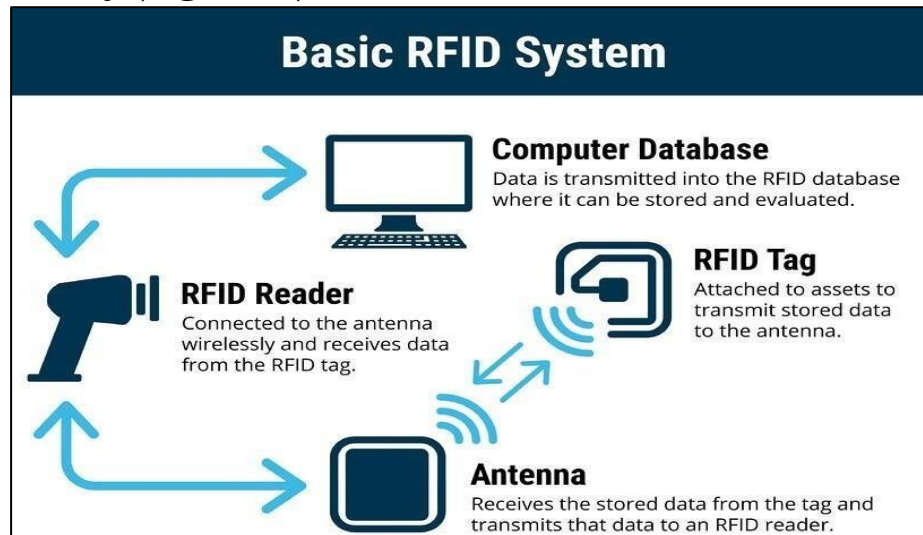 Basic RFID System
Computer Database
Data is transmitted into the RFID database
where it can be stored and evaluated.
RFID Tag
Attached to assets to
transmit stored data
to the antenna.
RFID Reader
Connected to the antenna
wirelessly and receives data
from the RFID tag.
Antenna
Receives the stored data from the tag and
transmits that data to an RFID reader.